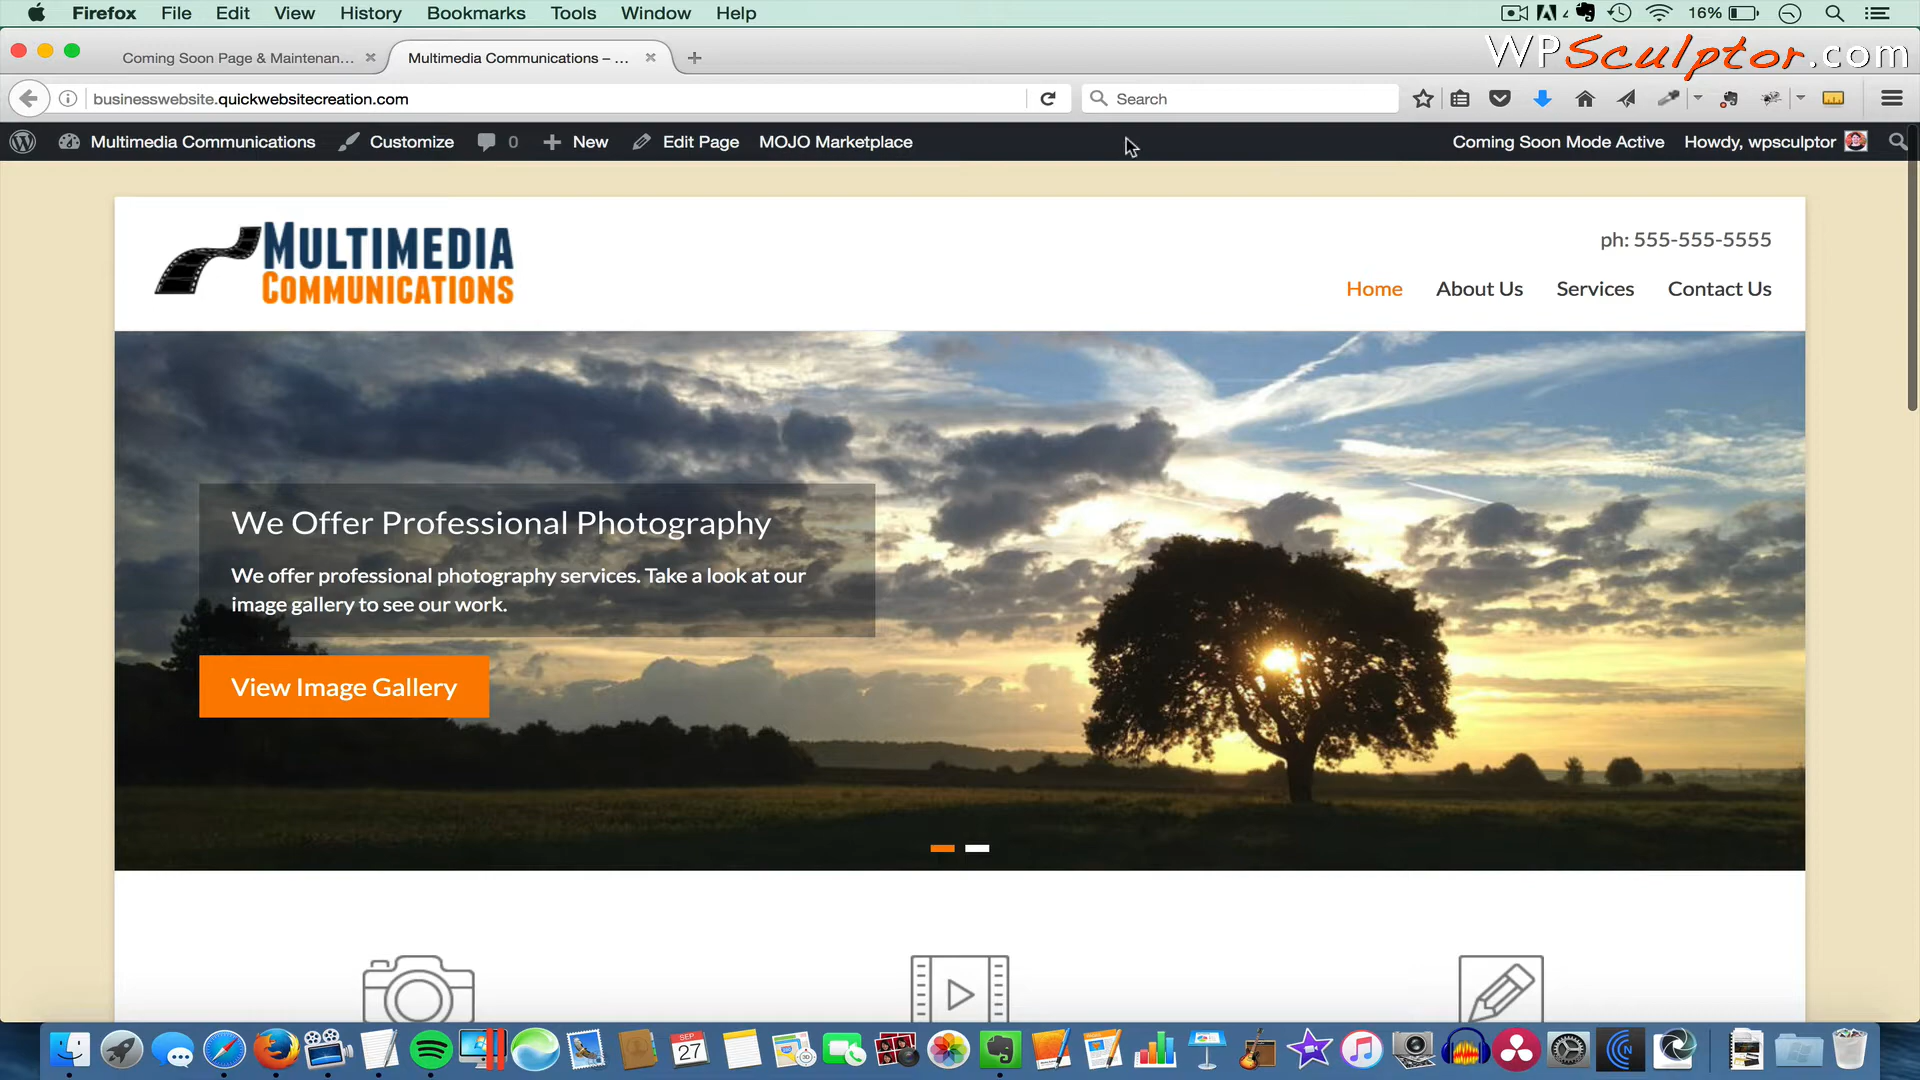 Firefox File Edit View History Bookmarks Tools Window Help
4 16%
WPSculptor.com
Coming Soon Page & Maintenan...
Multimedia Communications – ...
businesswebsite.quickwebsitecreation.com
Search
Multimedia Communications Customize 0 New Edit Page MOJO Marketplace
Coming Soon Mode Active Howdy, wpsculptor
MULTIMEDIA
COMMUNICATIONS
ph: 555-555-5555
Home About Us Services Contact Us
We Offer Professional Photography
We offer professional photography services. Take a look at our
image gallery to see our work.
View Image Gallery
SEP
27